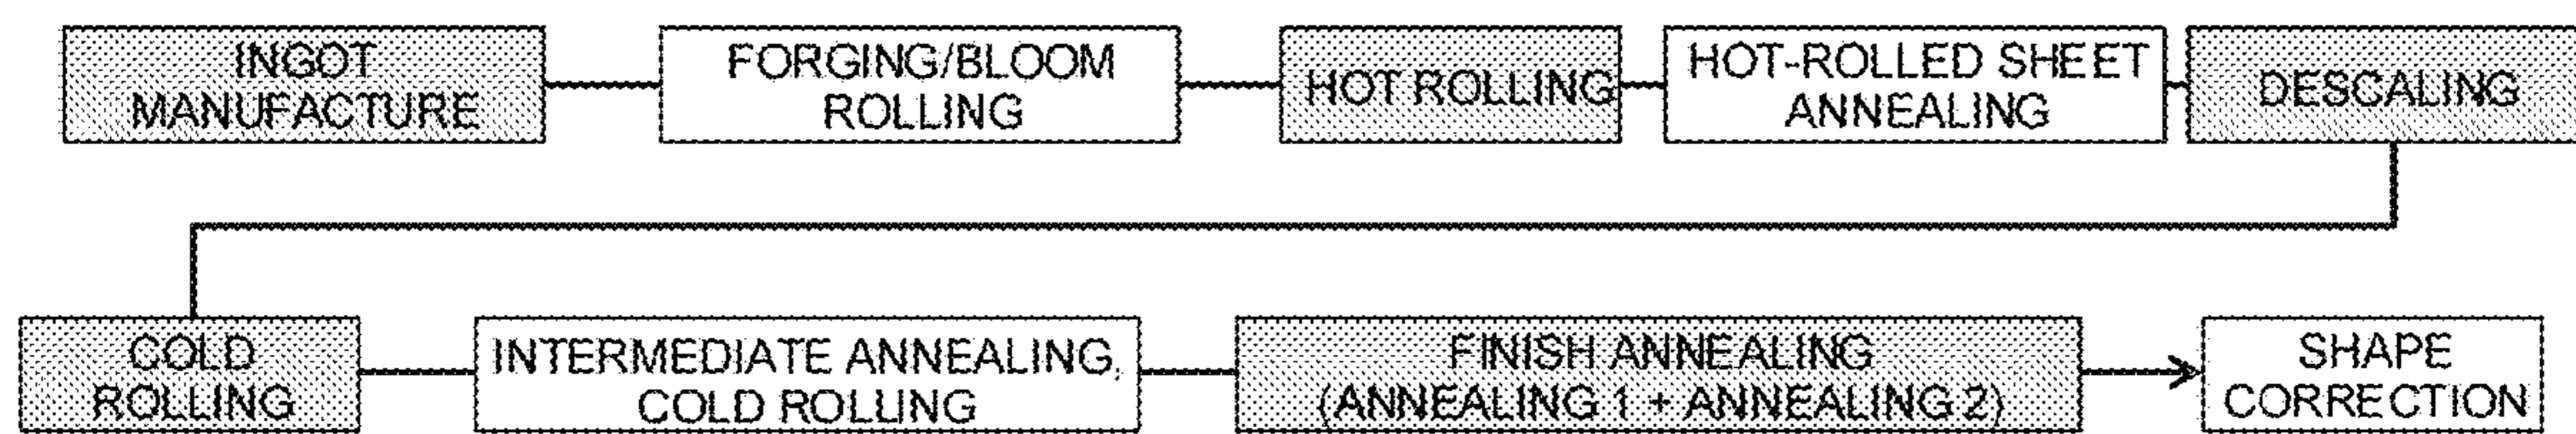 INGOT
MANUFACTURE
FORGING/BLOOM
ROLLING
HOT ROLLING
HOT-ROLLED SHEET
ANNEALING
DESCALING
COLD
ROLLING
INTERMEDIATE ANNEALING,
COLD ROLLING
FINISH ANNEALING
(ANNEALING 1 + ANNEALING 2)
SHAPE
CORRECTION